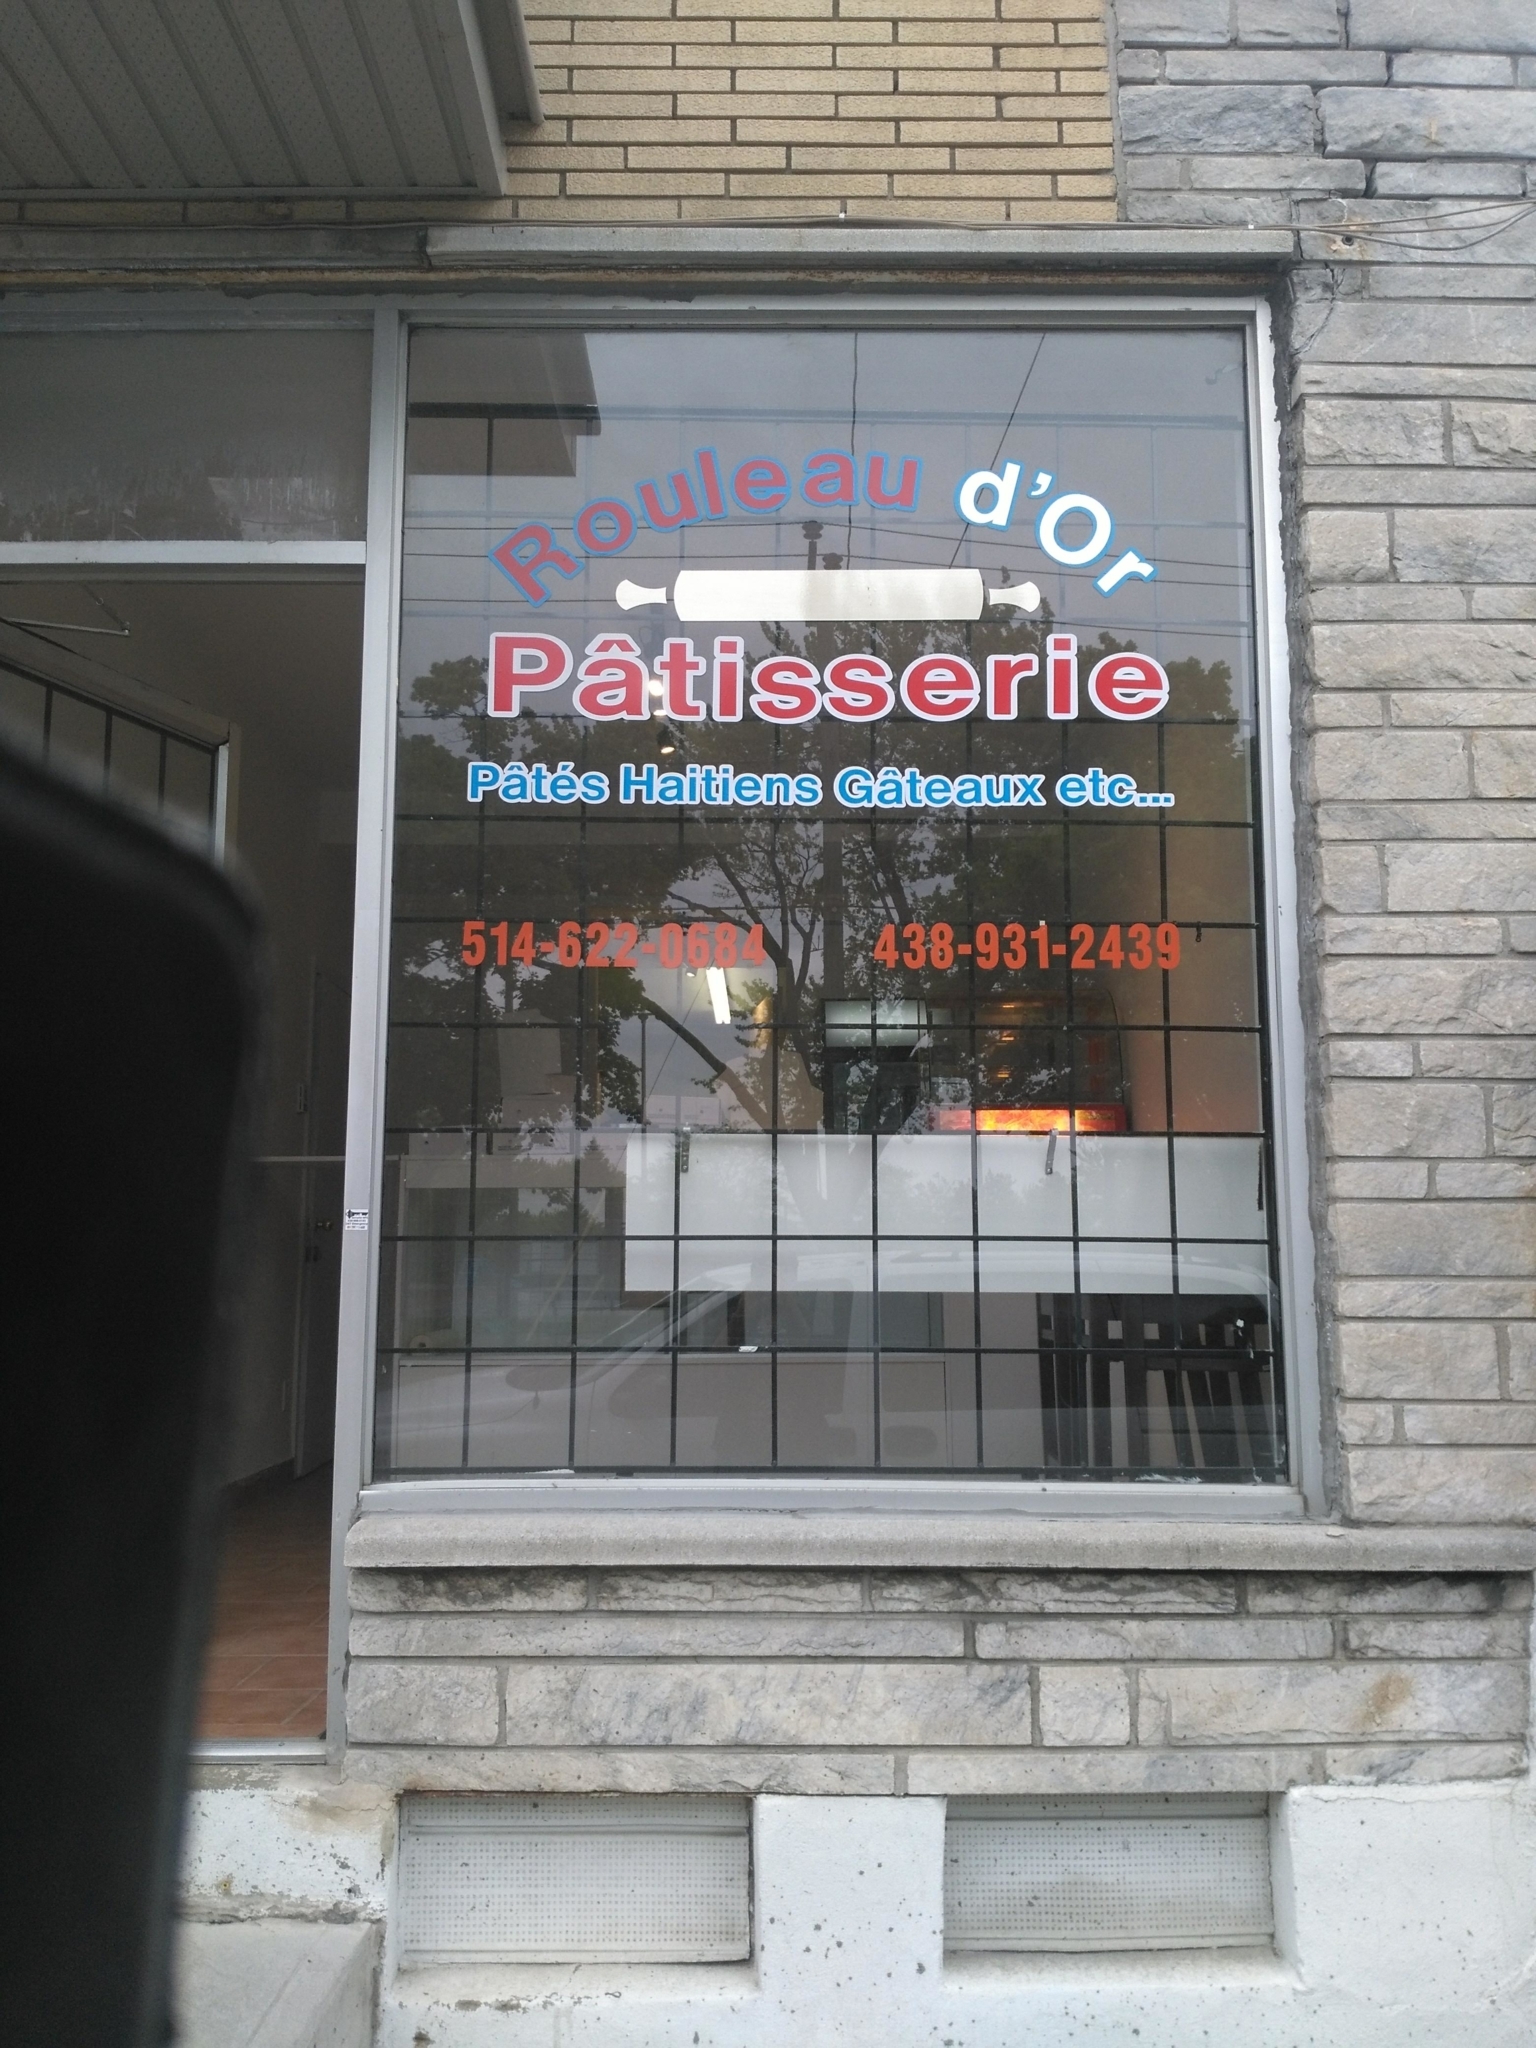 Rouleau d'Or
Pâtisserie
Pâtés Haitiens Gâteaux etc...
514-622-0684 438-931-2439